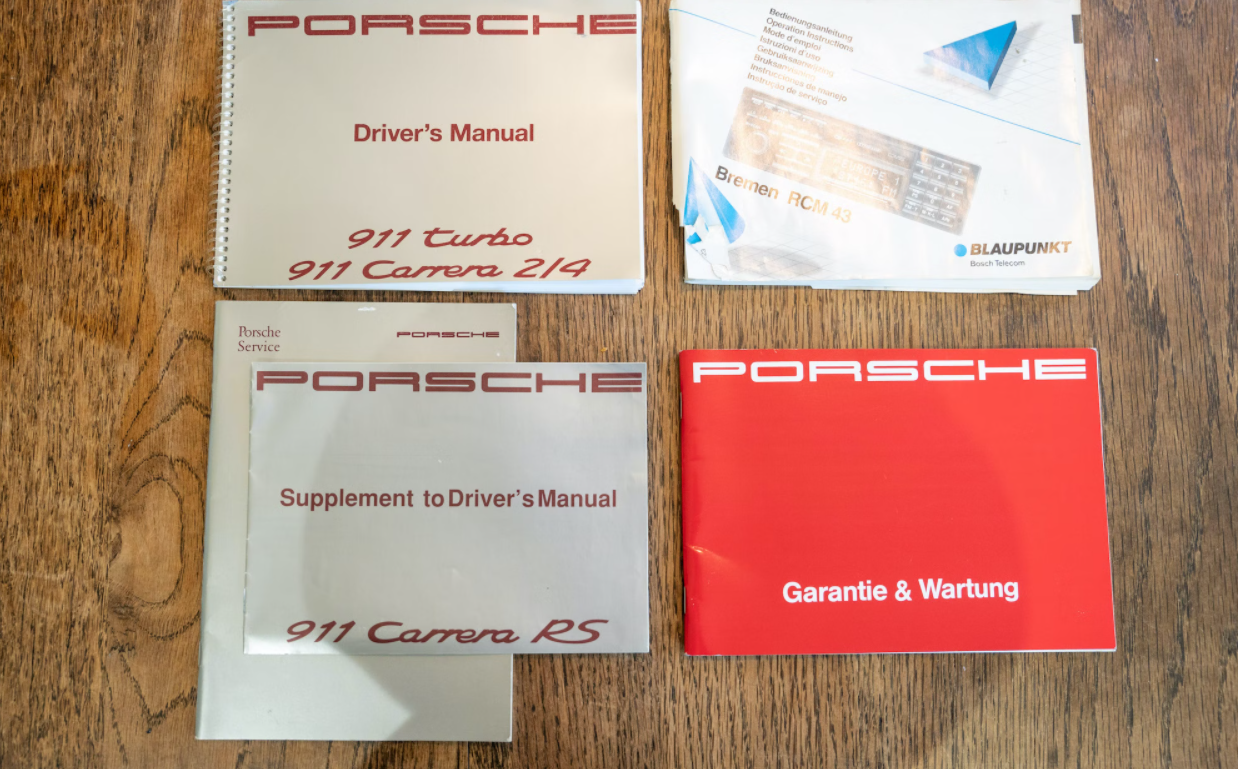 PORSCHE
Driver's Manual
911 turbo
911 Carrera 2/4
Bedienungsanleitung
Operation Instructions
Mode d'emploi
Istruzioni d'uso
Gebruiksaanwijzing
Bruksanvisning
Instrucciones de manejo
Instrução de serviço
Bremen RCM 43
BLAUPUNKT
Bosch Telecom
Porsche
Service
PORSCHE
PORSCHE
Supplement to Driver's Manual
911 Carrera RS
PORSCHE
Garantie & Wartung